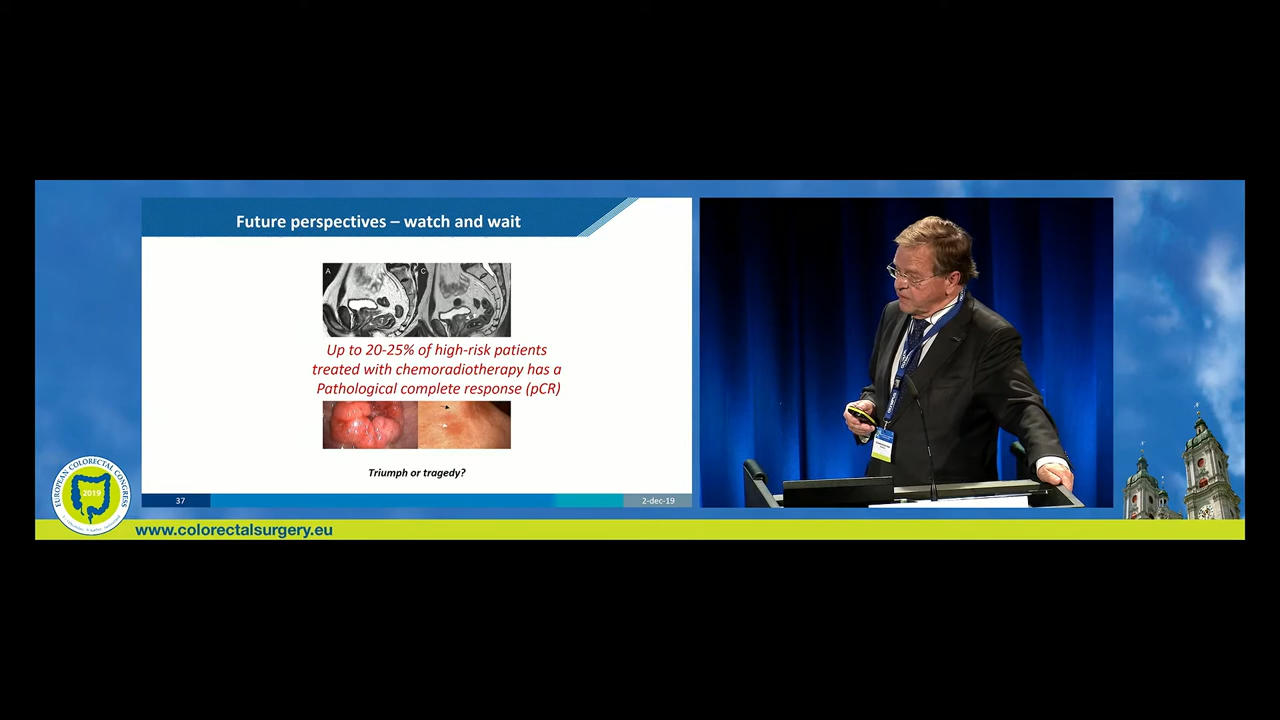 Future perspectives – watch and wait
A
C
Up to 20-25% of high-risk patients
treated with chemoradiotherapy has a
Pathological complete response (pCR)
Triumph or tragedy?
37
2-dec-19
EUROPEAN COLORECTAL CONGRESS
2019
www.colorectalsurgery.eu